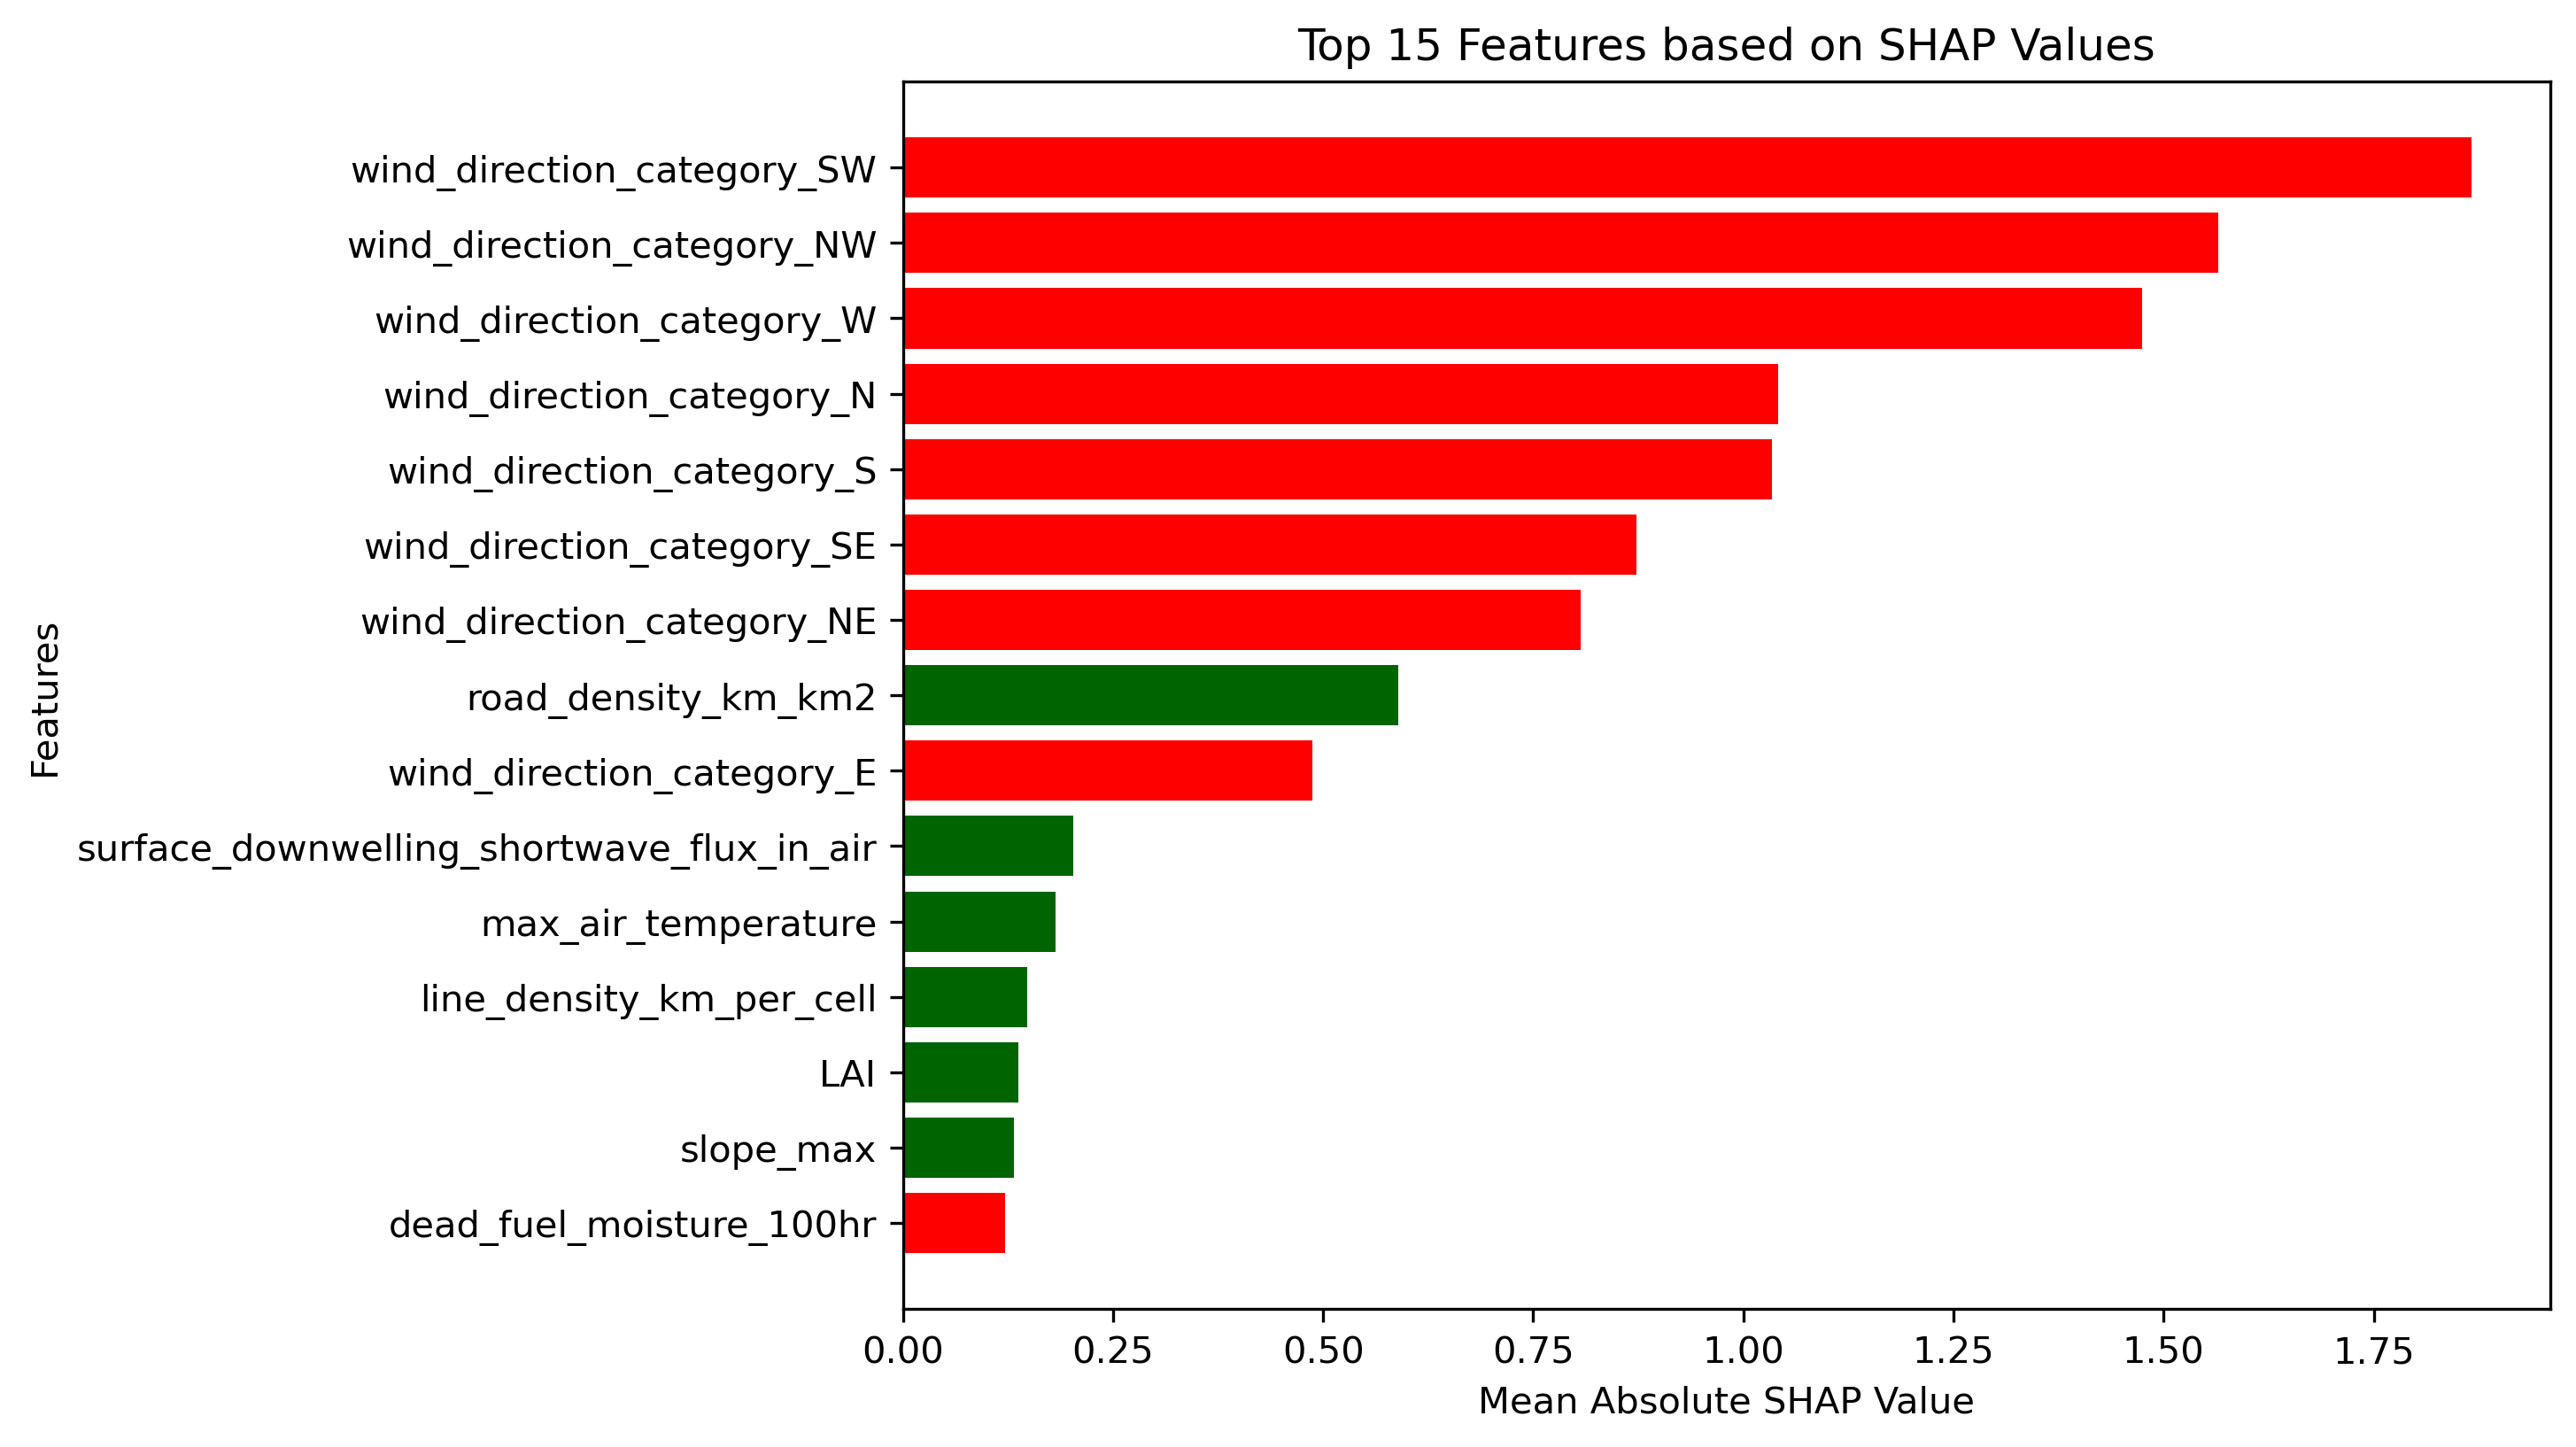 Top 15 Features based on SHAP Values
wind_direction_category_SW
wind_direction_category_NW
wind_direction_category_W
wind_direction_category_N
wind_direction_category_S
wind_direction_category_SE
wind_direction_category_NE
road_density_km_km2
wind_direction_category_E
surface_downwelling_shortwave_flux_in_air
max_air_temperature
line_density_km_per_cell
LAI
slope_max
dead_fuel_moisture_100hr
Features
0.00 0.25 0.50 0.75 1.00 1.25 1.50 1.75
Mean Absolute SHAP Value